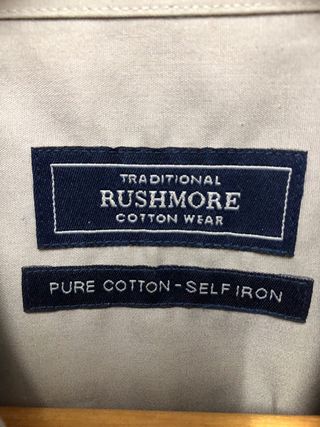 TRADITIONAL
RUSHMORE
COTTON WEAR
PURE COTTON - SELF IRON